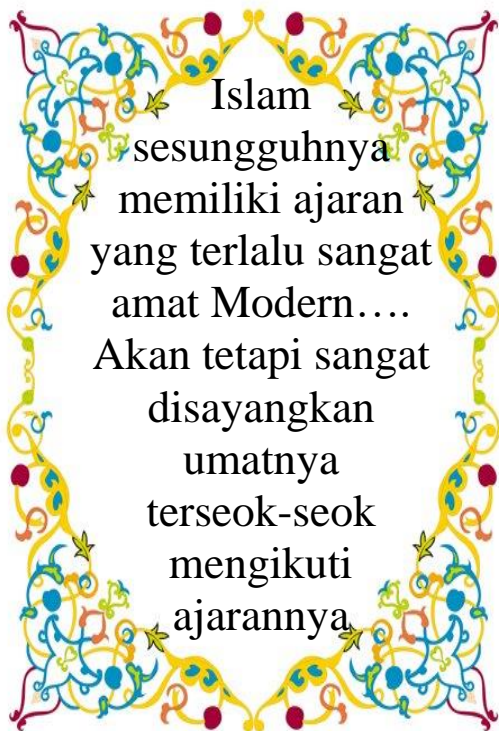 Islam
sesungguhnya
memiliki ajaran
yang terlalu sangat
amat Modern….
Akan tetapi sangat
disayangkan
umatnya
terseok-seok
mengikuti
ajarannya